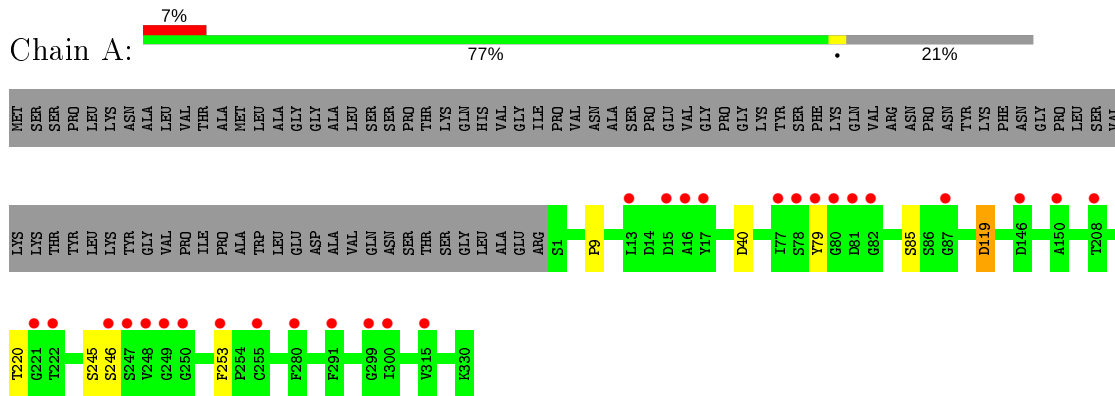 7%
Chain A:
77% • 21%
MET SER SER PRO LEU LYS ASN ALA LEU VAL THR ALA MET LEU ALA GLY GLY ALA LEU SER SER PRO THR LYS GLN HIS VAL VAL GLY ILE PRO VAL ASN ALA SER PRO GLU VAL GLY PRO GLY LYS TYR SER PHE LYS GLN VAL ARG ASN PRO ASN TYR LYS PHE ASN GLY PRO LEU SER VAL
LYS LYS THR TYR LEU LYS TYR GLY VAL PRO ILE PRO ALA TRP LEU GLU ASP ALA VAL GLN ASN SER THR SER GLY LEU ALA GLU ARG S1 P9 L13 D14 D15 A16 Y17 D40 I77 S78 Y79 G80 D81 G82 S85 S86 G87 D119 D146 A150 T208
T220 G221 T222 S245 S246 S247 V248 G249 G250 F253 P254 C255 F280 F291 G299 I300 V315 K330